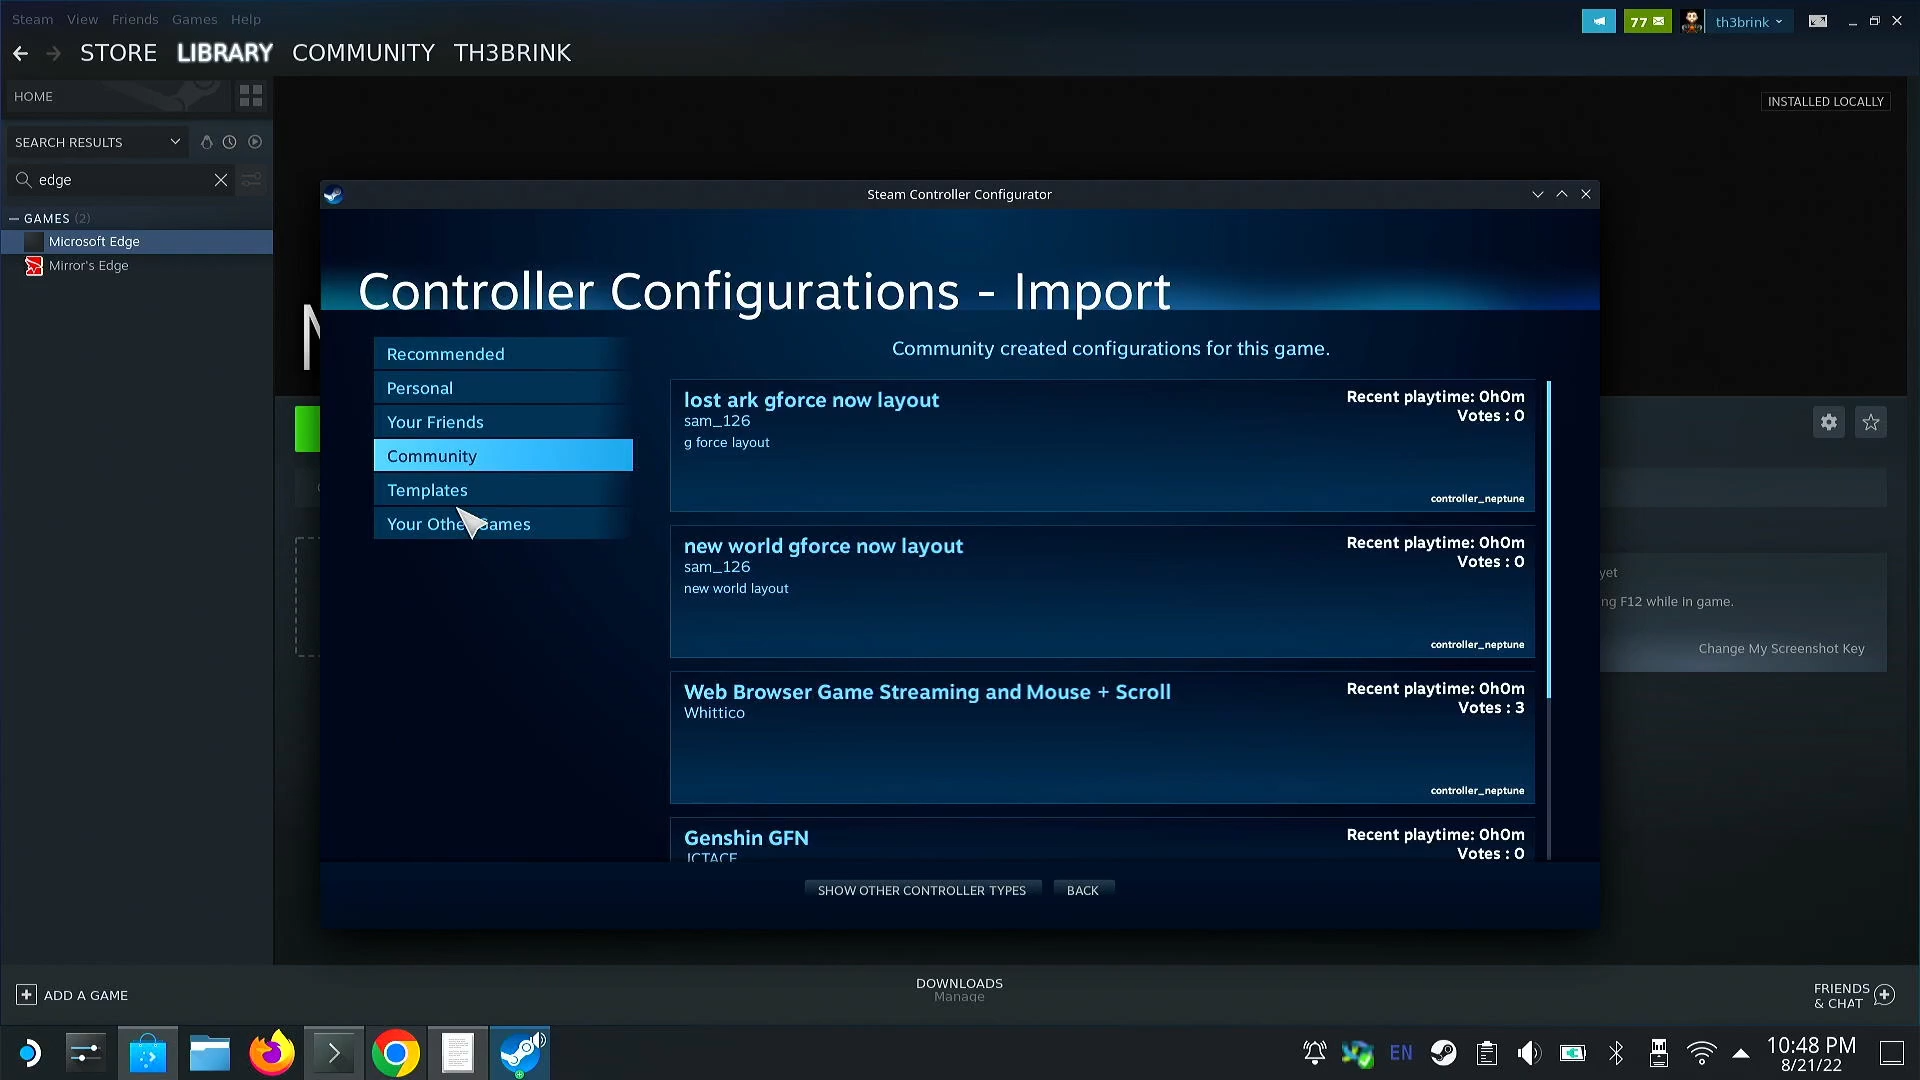 Steam View Friends Games Help
77
th3brink
STORE LIBRARY COMMUNITY TH3BRINK
HOME
INSTALLED LOCALLY
SEARCH RESULTS
edge
GAMES (2)
Microsoft Edge
Mirror's Edge
Steam Controller Configurator
Controller Configurations - Import
Recommended
Personal
Your Friends
Community
Templates
Your Other Games
Community created configurations for this game.
lost ark gforce now layout
sam_126
g force layout
Recent playtime: 0h0m
Votes : 0
controller_neptune
new world gforce now layout
sam_126
new world layout
Recent playtime: 0h0m
Votes : 0
controller_neptune
Web Browser Game Streaming and Mouse + Scroll
Whittico
Recent playtime: 0h0m
Votes : 3
controller_neptune
Genshin GFN
JCTACE
Recent playtime: 0h0m
Votes : 0
SHOW OTHER CONTROLLER TYPES
BACK
yet
ng F12 while in game.
Change My Screenshot Key
ADD A GAME
DOWNLOADS
Manage
FRIENDS
& CHAT
EN
10:48 PM
8/21/22